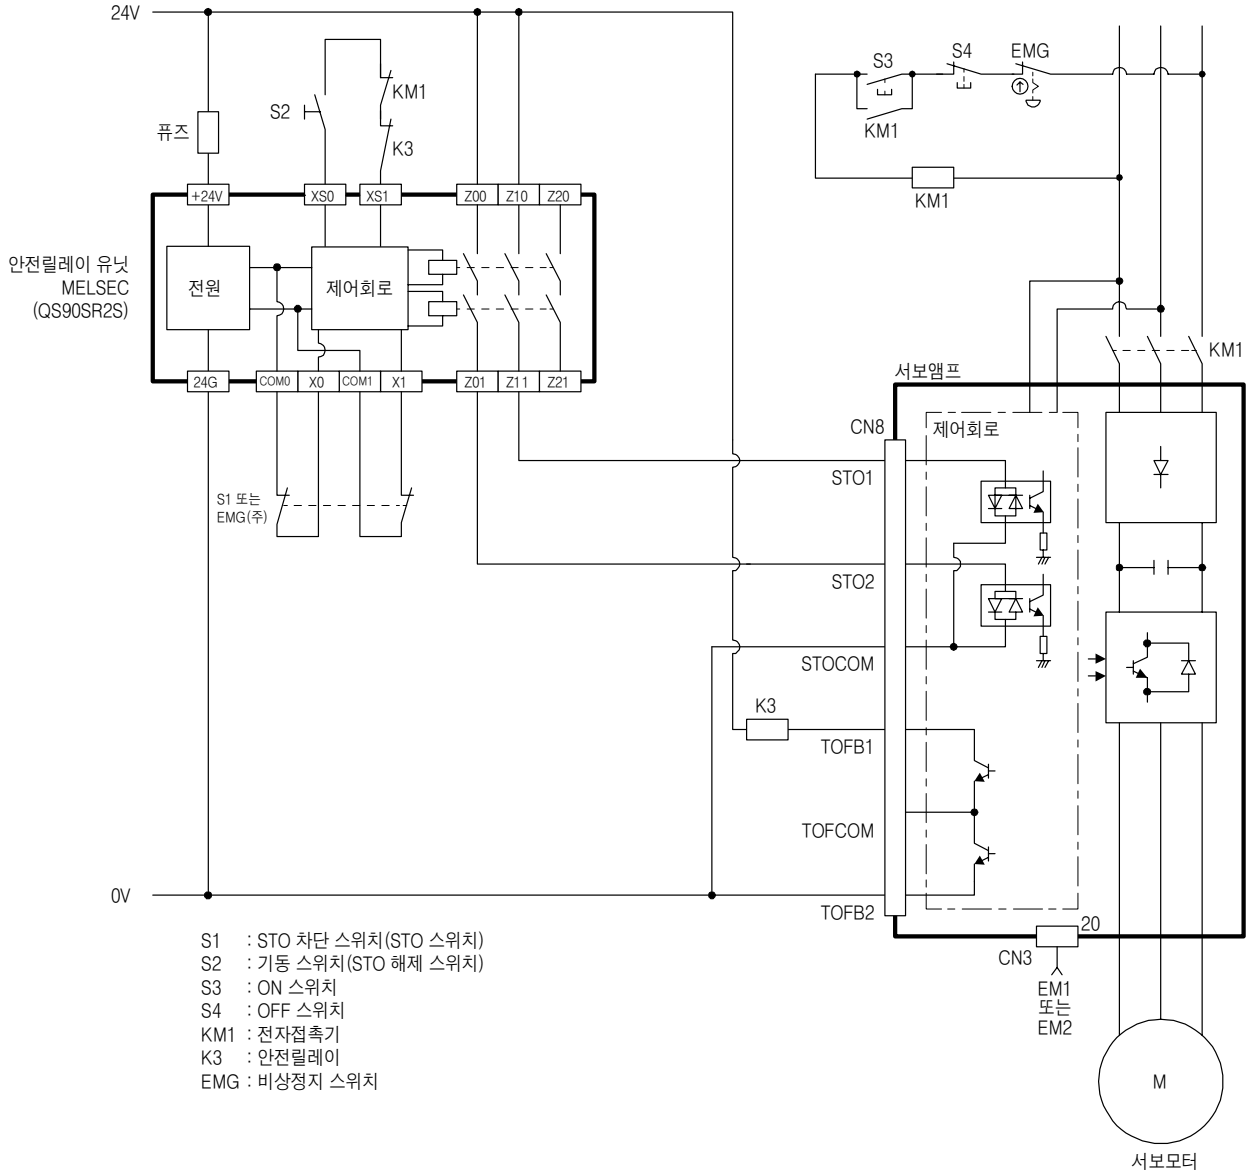 24V
S3
S4
EMG
KM1
S2
KM1
퓨즈
K3
KM1
+24V
XS0
XS1
Z00
Z10
Z20
안전릴레이 유닛
MELSEC
(QS90SR2S)
전원
제어회로
KM1
24G
COM0
X0
COM1
X1
Z01
Z11
Z21
서보앰프
CN8
제어회로
STO1
S1 또는
EMG(주)
STO2
STOCOM
K3
TOFB1
TOFCOM
0V
TOFB2
20
CN3
EM1
또는
EM2
S1 : STO 차단 스위치(STO 스위치)
S2 : 기동 스위치(STO 해제 스위치)
S3 : ON 스위치
S4 : OFF 스위치
KM1 : 전자접촉기
K3 : 안전릴레이
EMG : 비상정지 스위치
M
서보모터